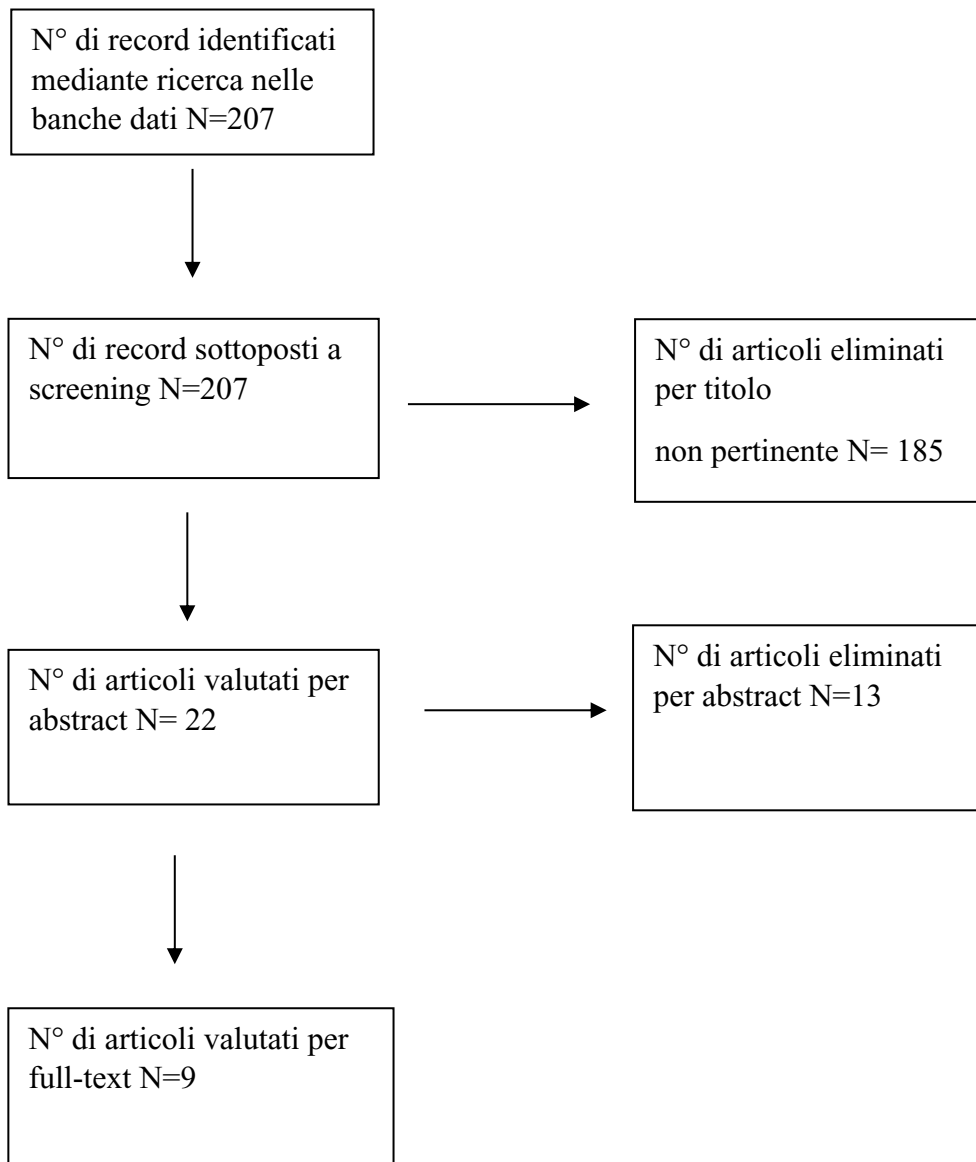 N° di record identificati
mediante ricerca nelle
banche dati N=207
N° di record sottoposti a
screening N=207
N° di articoli eliminati
per titolo
non pertinente N= 185
N° di articoli valutati per
abstract N= 22
N° di articoli eliminati
per abstract N=13
N° di articoli valutati per
full-text N=9